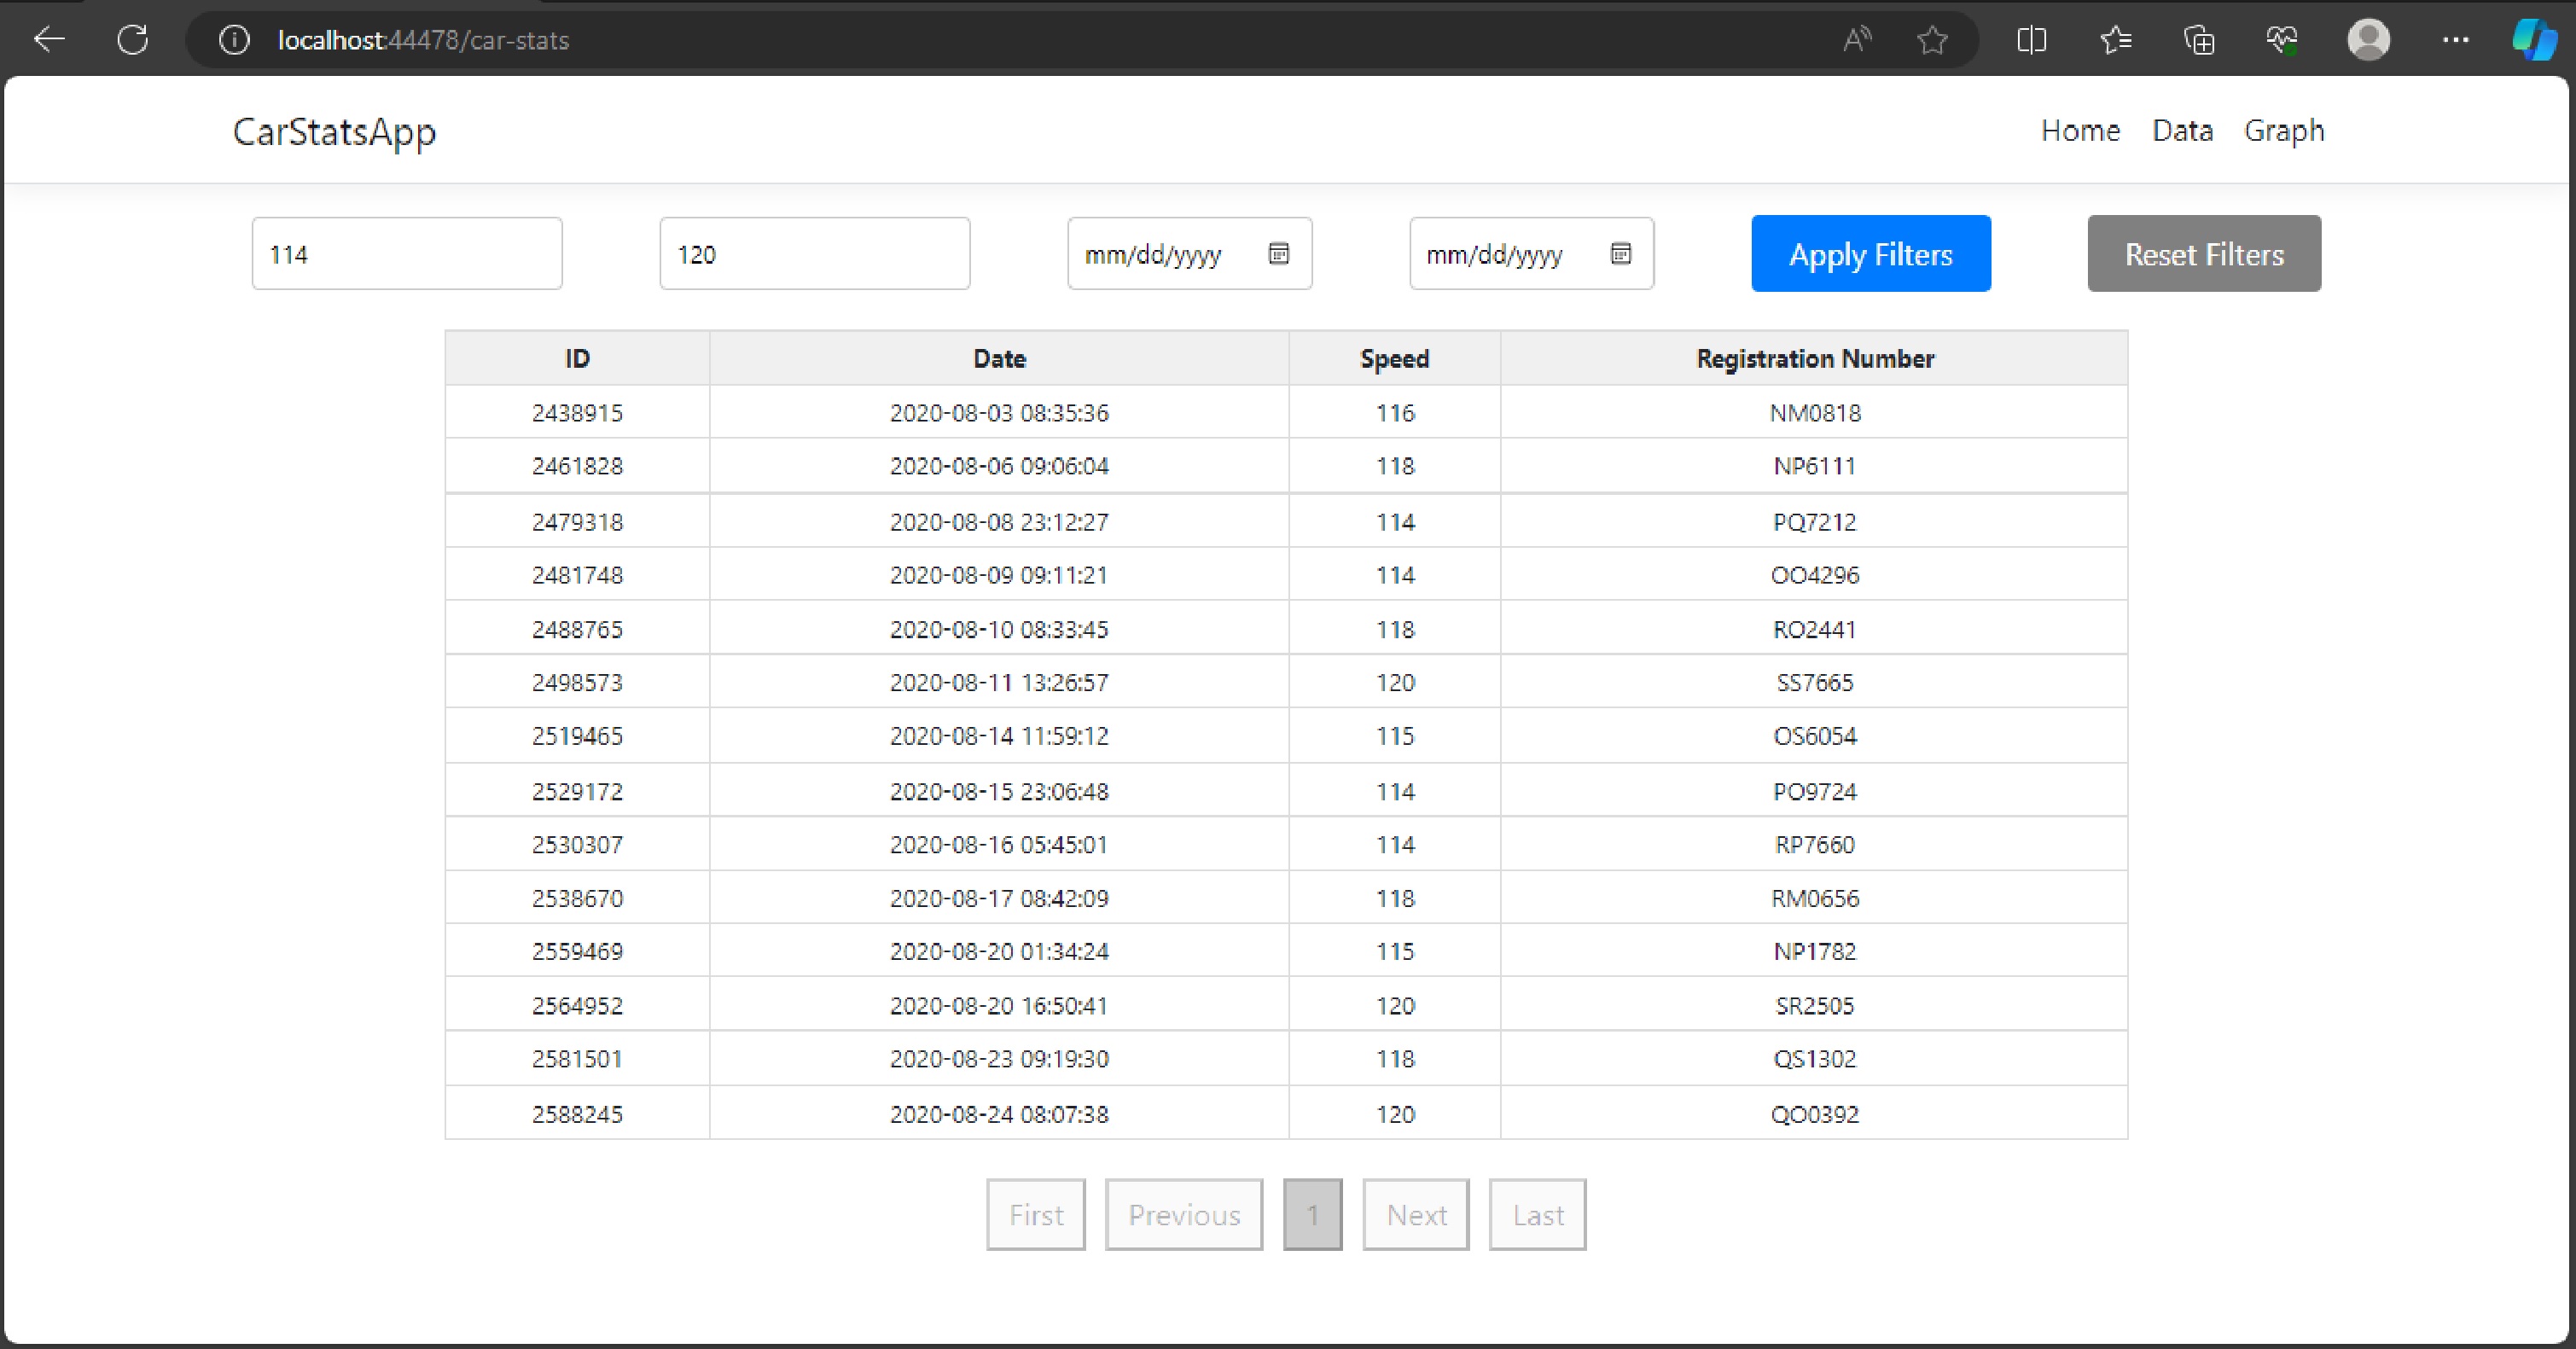 localhost:44478/car-stats
CarStatsApp Home Data Graph
114 120 mm/dd/yyyy mm/dd/yyyy Apply Filters Reset Filters
ID Date Speed Registration Number
2438915 2020-08-03 08:35:36 116 NM0818
2461828 2020-08-06 09:06:04 118 NP6111
2479318 2020-08-08 23:12:27 114 PQ7212
2481748 2020-08-09 09:11:21 114 OO4296
2488765 2020-08-10 08:33:45 118 RO2441
2498573 2020-08-11 13:26:57 120 SS7665
2519465 2020-08-14 11:59:12 115 OS6054
2529172 2020-08-15 23:06:48 114 PO9724
2530307 2020-08-16 05:45:01 114 RP7660
2538670 2020-08-17 08:42:09 118 RM0656
2559469 2020-08-20 01:34:24 115 NP1782
2564952 2020-08-20 16:50:41 120 SR2505
2581501 2020-08-23 09:19:30 118 QS1302
2588245 2020-08-24 08:07:38 120 QO0392
First Previous 1 Next Last